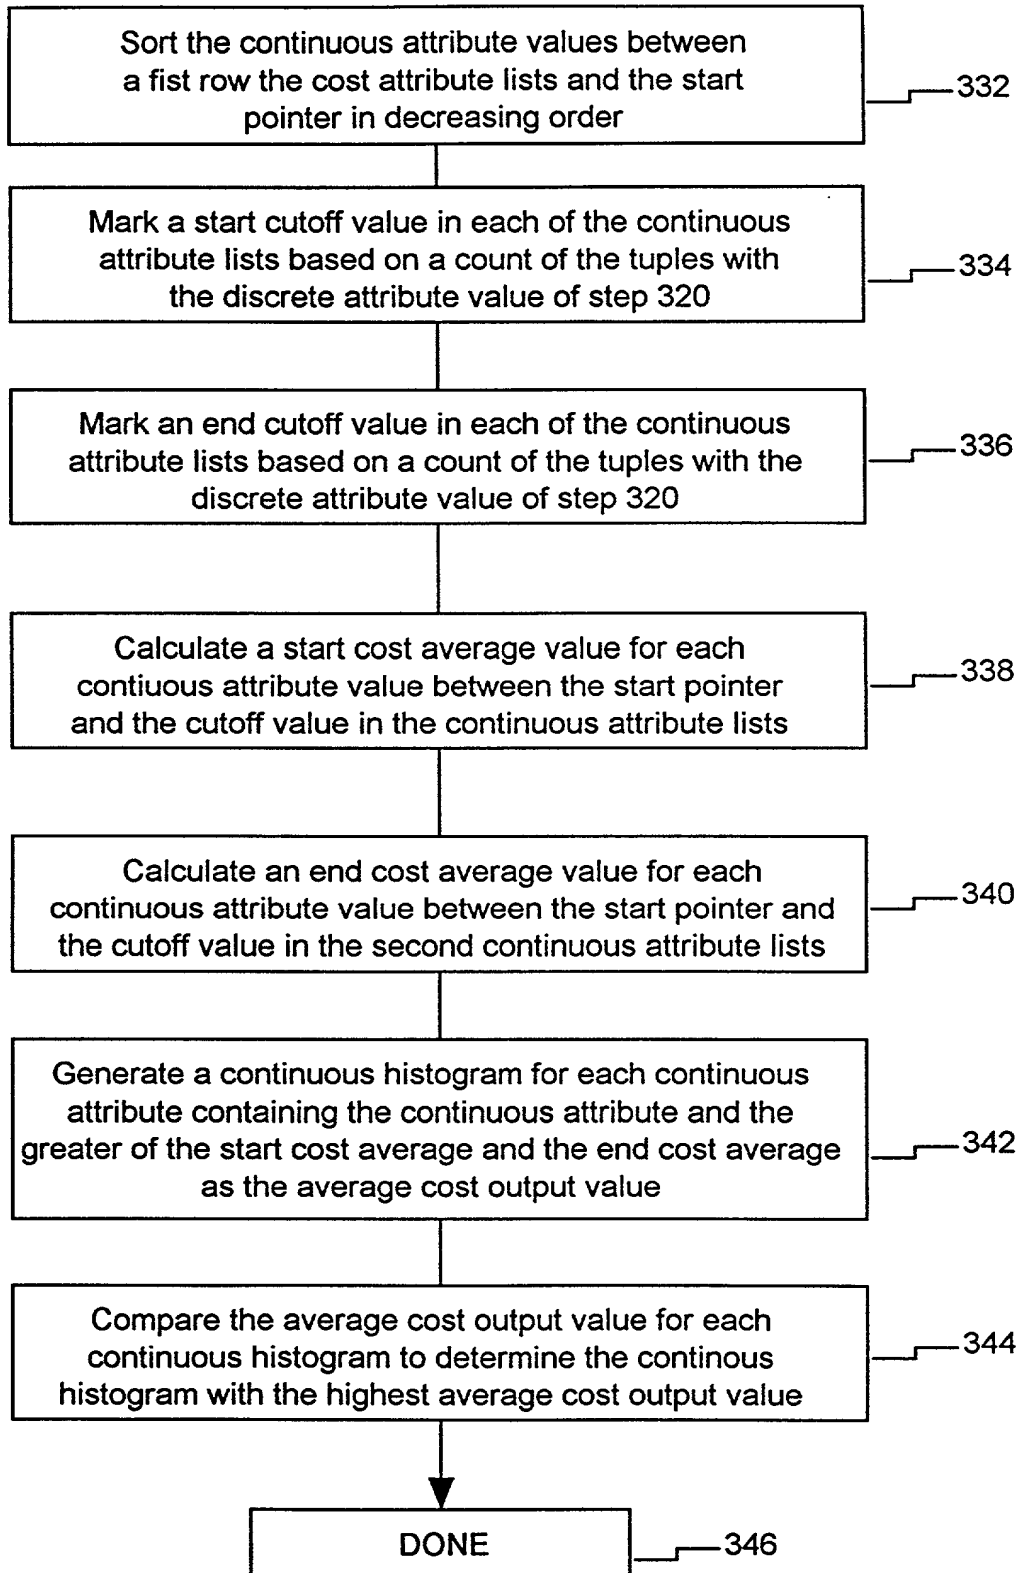 Sort the continuous attribute values between
a fist row the cost attribute lists and the start
pointer in decreasing order
332
Mark a start cutoff value in each of the continuous
attribute lists based on a count of the tuples with
the discrete attribute value of step 320
334
Mark an end cutoff value in each of the continuous
attribute lists based on a count of the tuples with the
discrete attribute value of step 320
336
Calculate a start cost average value for each
contiuous attribute value between the start pointer
and the cutoff value in the continuous attribute lists
338
Calculate an end cost average value for each
continuous attribute value between the start pointer and
the cutoff value in the second continuous attribute lists
340
Generate a continuous histogram for each continuous
attribute containing the continuous attribute and the
greater of the start cost average and the end cost average
as the average cost output value
342
Compare the average cost output value for each
continuous histogram to determine the continous
histogram with the highest average cost output value
344
DONE
346